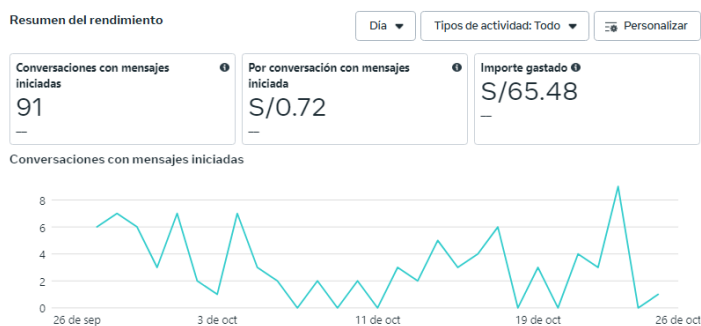 Resumen del rendimiento
Día
Tipos de actividad: Todo
Personalizar
Conversaciones con mensajes
iniciadas
91
—
Por conversación con mensajes
iniciada
S/0.72
—
Importe gastado
S/65.48
—
Conversaciones con mensajes iniciadas
8
6
4
2
0
26 de sep
3 de oct
11 de oct
19 de oct
26 de oct